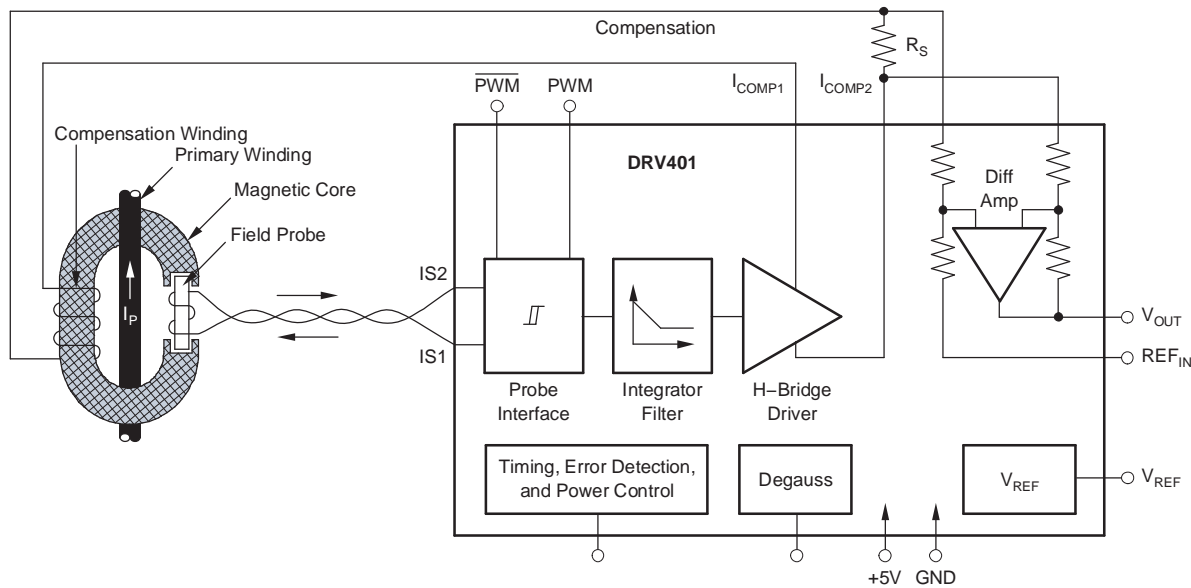 Compensation
R_S
PWM
PWM
I_COMP1
I_COMP2
Compensation Winding
Primary Winding
DRV401
Magnetic Core
Diff
Amp
Field Probe
IS2
I_P
V_OUT
IS1
REF_IN
Probe
Interface
Integrator
Filter
H−Bridge
Driver
Timing, Error Detection,
and Power Control
Degauss
V_REF
V_REF
+5V
GND